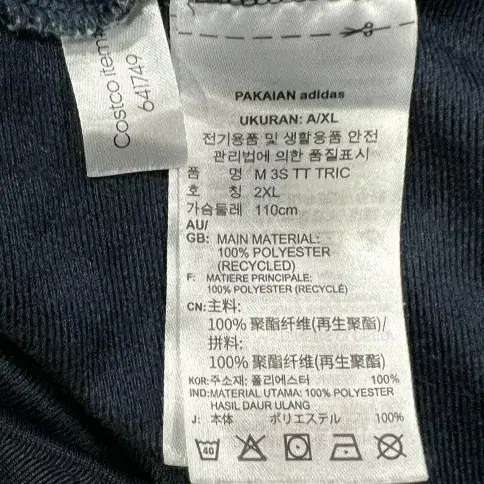 Costco item#
641749
PAKAIAN adidas
UKURAN: A/XL
전기용품 및 생활용품 안전
관리법에 의한 품질표시
품 명 M 3S TT TRIC
호 칭 2XL
가슴둘레 110cm
AU/
GB: MAIN MATERIAL:
100% POLYESTER
(RECYCLED)
F: MATIERE PRINCIPALE:
100% POLYESTER (RECYCLÉ)
CN:主料:
100% 聚酯纤维(再生聚酯)/
拼料:
100% 聚酯纤维(再生聚酯)
KOR:주소재: 폴리에스터 100%
IND:MATERIAL UTAMA: 100% POLYESTER
HASIL DAUR ULANG
J: 本体 ポリエステル 100%
40